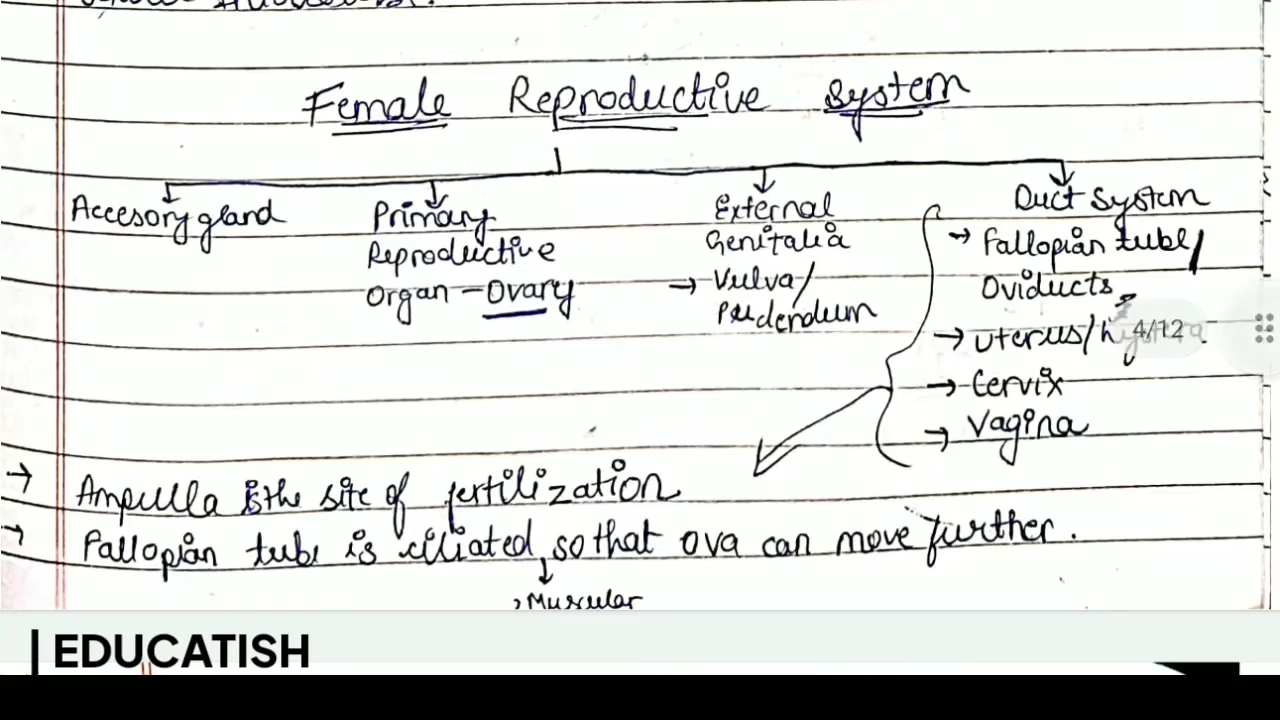 Female Reproductive System
Accesory gland
Primary
Reproductive
Organ - Ovary
External
Genitalia
→ Vulva/
Pudendum
Duct System
→ Fallopian tube/
Oviducts
→ Uterus/
4/12
→ Cervix
→ Vagina
→ Ampulla is the site of fertilization
→ Fallopian tube is ciliated so that ova can move further.
↓
, Muscular
| EDUCATISH